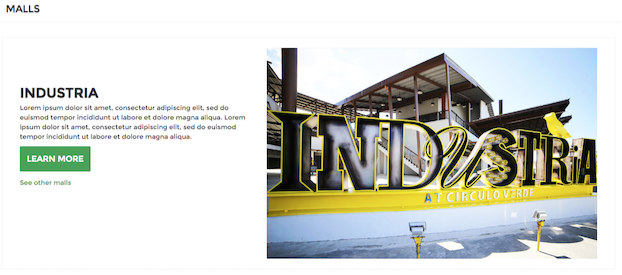 MALLS
INDUSTRIA
Lorem ipsum dolor sit amet, consectetur adipiscing elit, sed do
euismod tempor incididunt ut labore et dolore magna aliqua. Lorem
ipsum dolor sit amet, consectetur adipiscing elit, sed do euismod
tempor incididunt ut labore et dolore magna aliqua.
LEARN MORE
See other malls
INDUSTRIA
AT CIRCULO VERDE